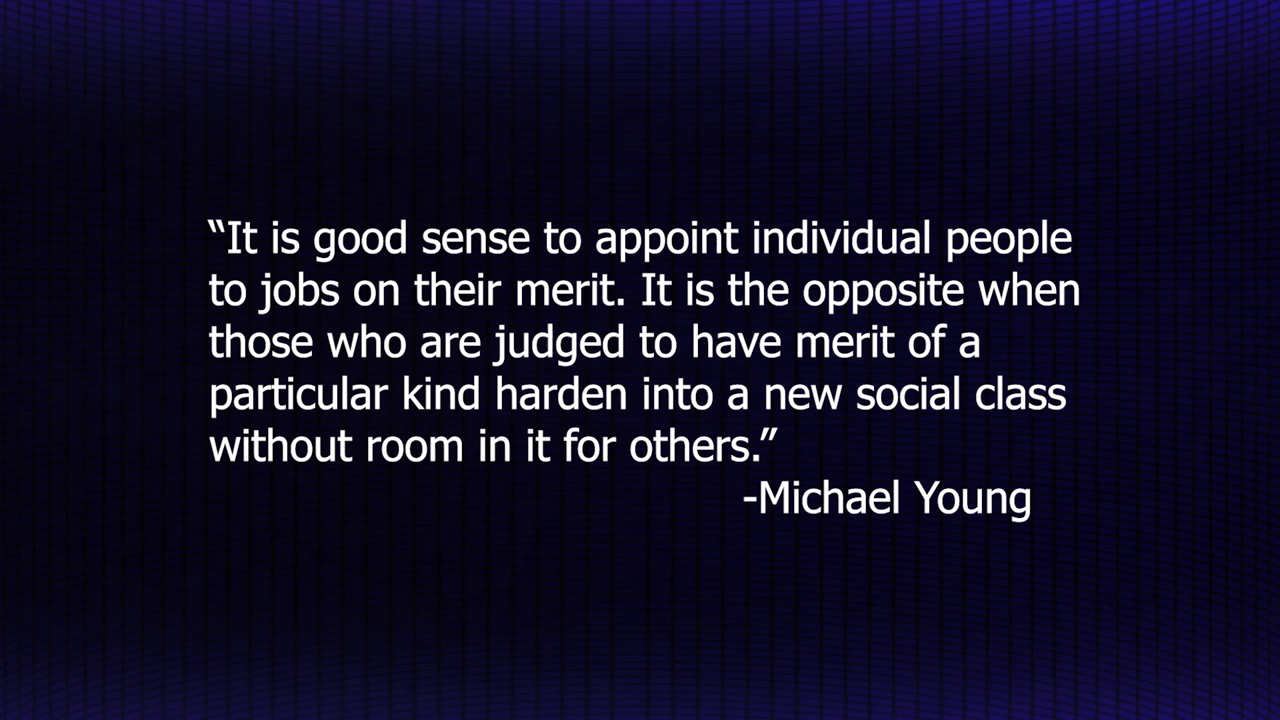 “It is good sense to appoint individual people
to jobs on their merit. It is the opposite when
those who are judged to have merit of a
particular kind harden into a new social class
without room in it for others.”
-Michael Young